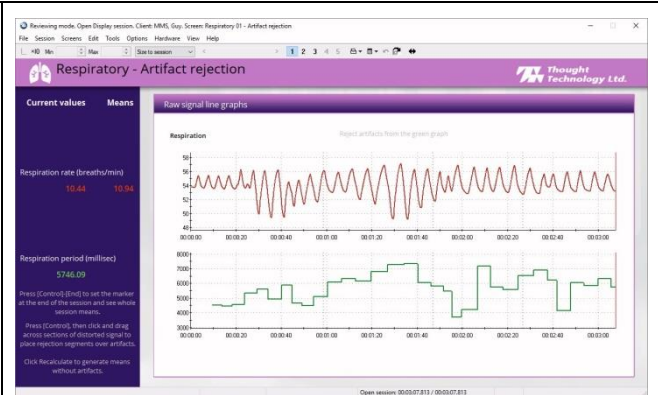 Reviewing mode. Open Display session. Client: MMS, Guy. Screen: Respiratory 01 - Artifact rejection
File Session Screens Edit Tools Options Hardware View Help
Min Max Size to session 1 2 3 4 5
Respiratory - Artifact rejection
Thought
Technology Ltd.
Current values Means
Raw signal line graphs
Respiration
Reject artifacts from the green graph
Respiration rate (breaths/min)
10.44 10.94
58
56
54
52
50
48
00:00:00 00:00:20 00:00:40 00:01:00 00:01:20 00:01:40 00:02:00 00:02:20 00:02:40 00:03:00
Respiration period (millisec)
5746.09
Press [Control]-[End] to set the marker
at the end of the session and see whole
session means.
Press [Control], then click and drag
across sections of distorted signal to
place rejection segments over artifacts.
Click Recalculate to generate means
without artifacts.
8000
7000
6000
5000
4000
3000
00:00:00 00:00:20 00:00:40 00:01:00 00:01:20 00:01:40 00:02:00 00:02:20 00:02:40 00:03:00
Open session: 00:03:07.813 / 00:03:07.813